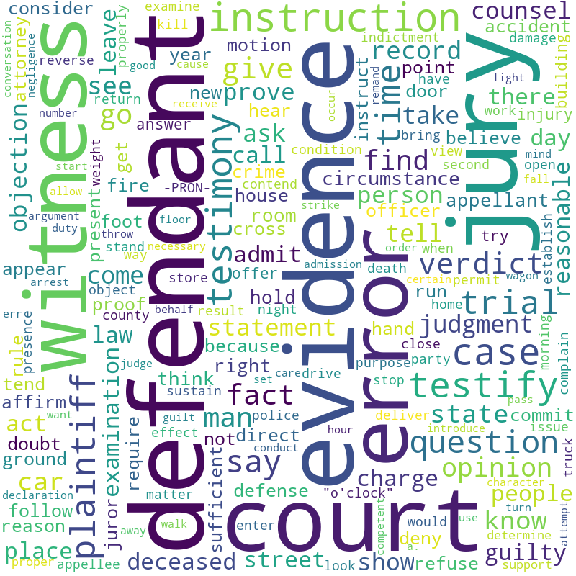 conversation
witness
negligence
reverse
attorney
objection
consider
leave
see
return
go
kill
examine
properly
good
cause
defendant
motion
year
new
prove
instruction
give
receive
hear
answer
evidence
occur
indictment
instruct
remand
record
point
have
door
time
take
bring
light
jury
counsel
accident
damage
there
building
work
injury
number
start
allow
argument
duty
present
weight
get
ask
call
testimony
condition
contend
view
second
believe
day
mind
open
fall
find
circumstance
crime
-PRON-
fire
foot
floor
house
room
cross
strike
person
officer
appellant
try
reasonable
establish
throw
stand
way
necessary
admit
offer
admission
death
tell
order
when
certain
permit
wagon
verdict
appear
arrest
come
object
proof
county
store
behalf
result
night
hold
run
home
trial
err
presence
law
statement
hand
close
error
judgment
morning
complain
rule
tend
affirm
examination
judge
sustain
because
right
think
care
drive
set
purpose
party
stop
case
plaintiff
want
act
doubt
ground
require
guilt
effect
man
not
fact
police
direct
conduct
hour
deliver
state
testify
pass
commit
introduce
issue
truck
question
say
matter
sufficient
charge
opinion
character
people
car
declaration
follow
reason
juror
away
walk
defense
"o'clock"
enter
court
competent
would
deny
at
use
know
turn
determine
attempt
place
proper
appellee
deceased
street
look
show
refuse
guilty
support